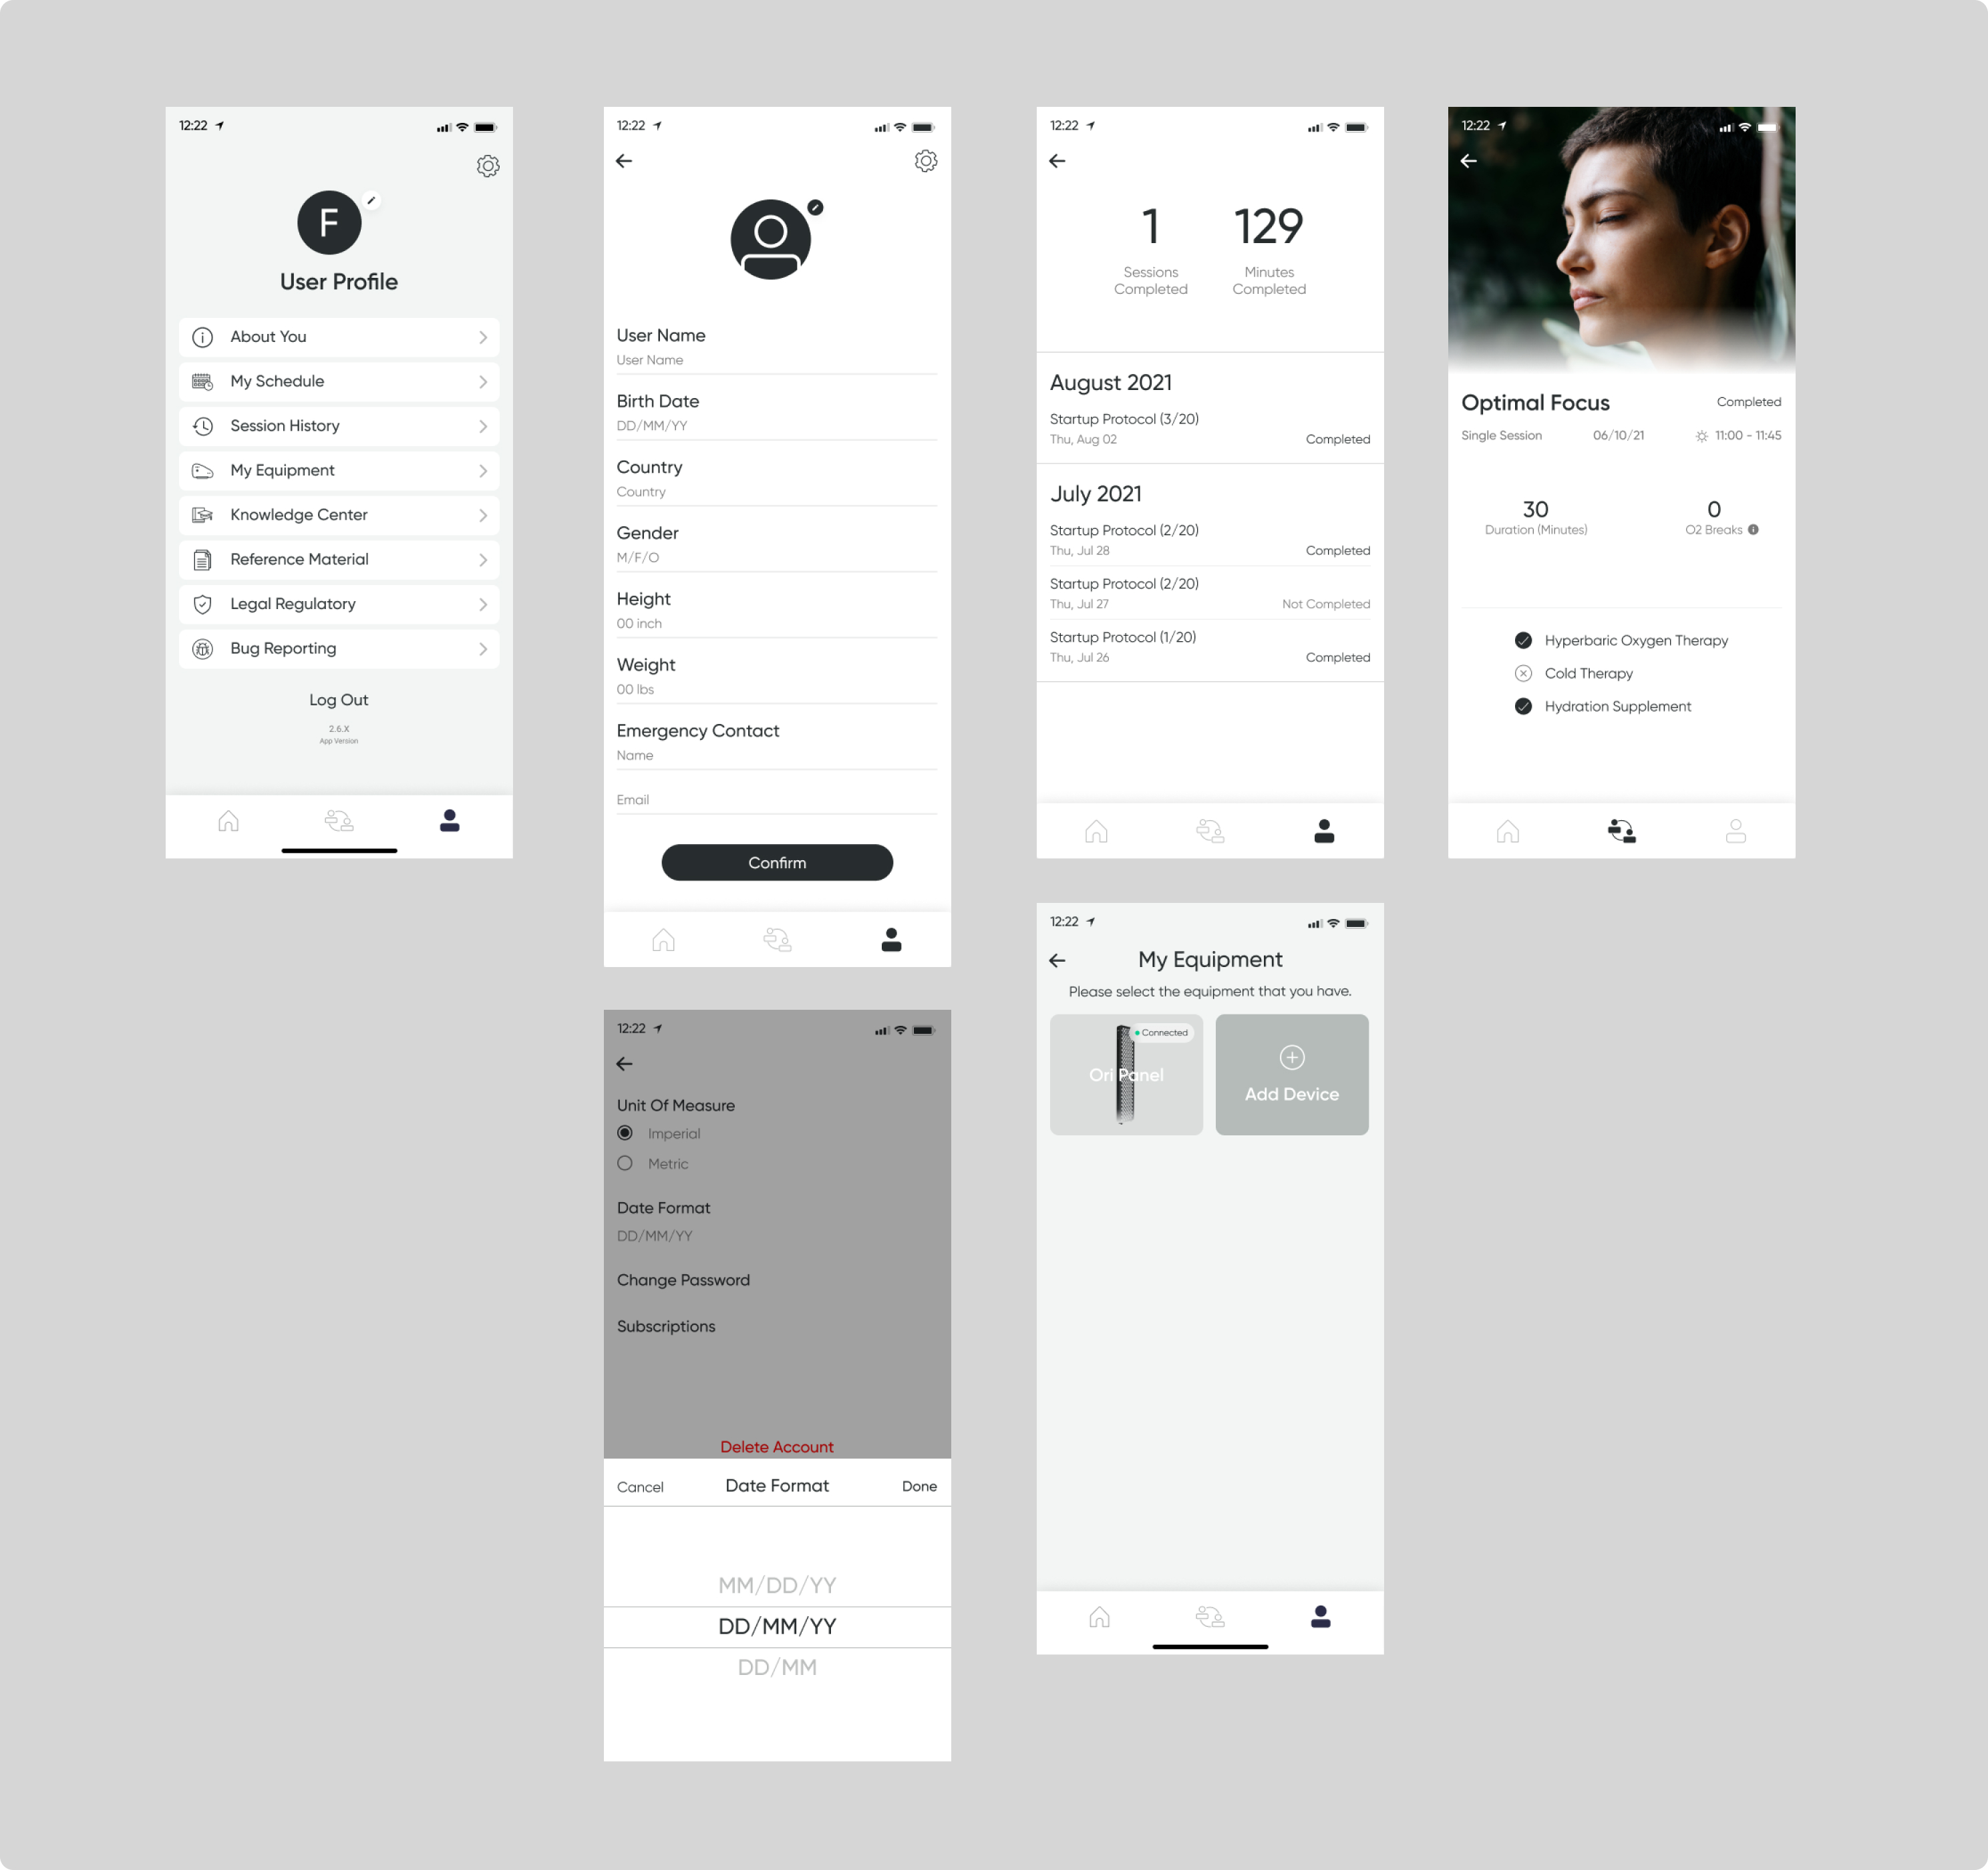 12:22
F
User Profile
About You
My Schedule
Session History
My Equipment
Knowledge Center
Reference Material
Legal Regulatory
Bug Reporting
Log Out
2.6.X
App Version
12:22
User Name
User Name
Birth Date
DD/MM/YY
Country
Country
Gender
M/F/O
Height
00 inch
Weight
00 lbs
Emergency Contact
Name
Email
Confirm
12:22
Unit Of Measure
Imperial
Metric
Date Format
DD/MM/YY
Change Password
Subscriptions
Delete Account
Cancel Date Format Done
MM/DD/YY
DD/MM/YY
DD/MM
12:22
1 129
Sessions Minutes
Completed Completed
August 2021
Startup Protocol (3/20)
Thu, Aug 02 Completed
July 2021
Startup Protocol (2/20)
Thu, Jul 28 Completed
Startup Protocol (2/20)
Thu, Jul 27 Not Completed
Startup Protocol (1/20)
Thu, Jul 26 Completed
12:22
My Equipment
Please select the equipment that you have.
Connected
Ori Panel
Add Device
12:22
Optimal Focus Completed
Single Session 06/10/21 11:00 - 11:45
30 0
Duration (Minutes) O2 Breaks
Hyperbaric Oxygen Therapy
Cold Therapy
Hydration Supplement